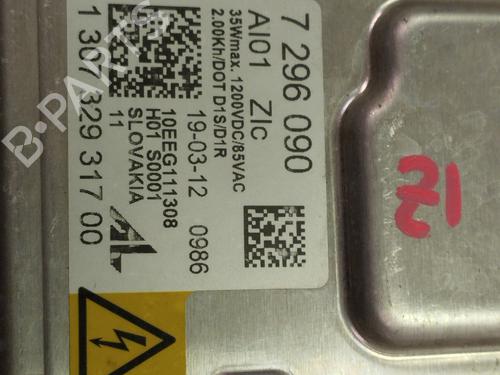 7 296 090
AI01 ZIc
35Wmax. 1200VDC/85VAC
2.00Kh/DOT D1S/D1R
19-03-12 0986
10EEG111308
H01 S0001
SLOVAKIA
11
AL
1 307 329 317 00
B-PARTS